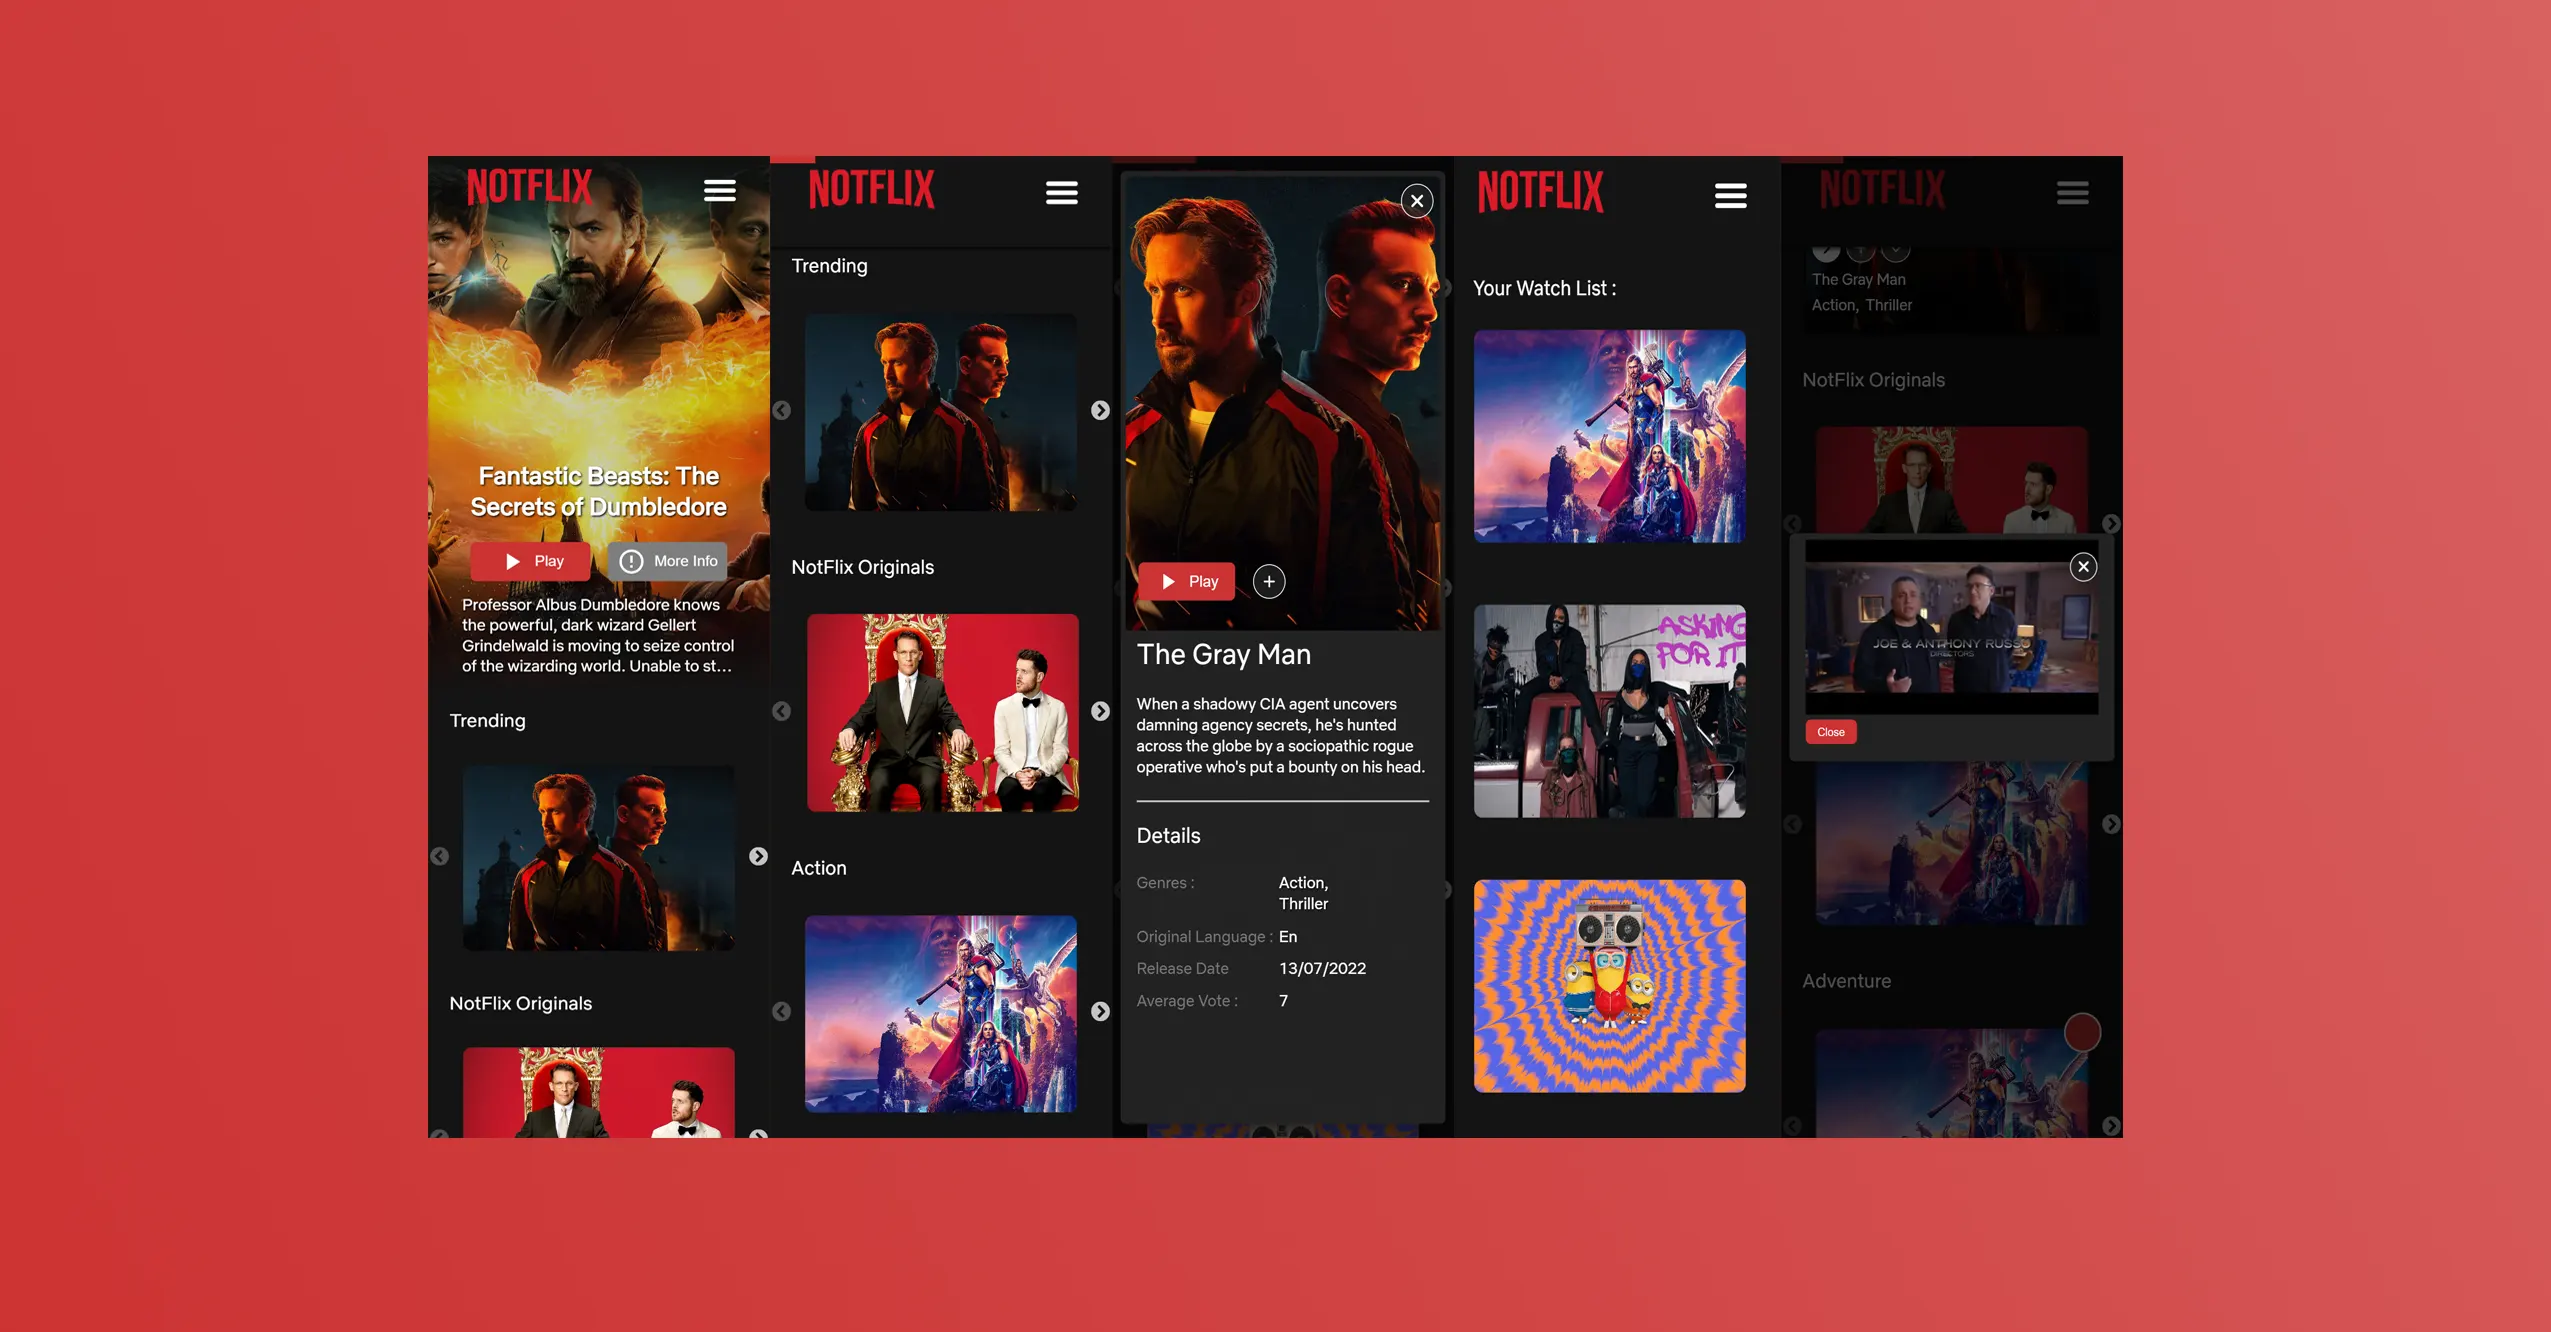 NOTFLIX
Fantastic Beasts: The
Secrets of Dumbledore
Play
More Info
Professor Albus Dumbledore knows
the powerful, dark wizard Gellert
Grindelwald is moving to seize control
of the wizarding world. Unable to st...
Trending
NotFlix Originals
NOTFLIX
Trending
NotFlix Originals
Action
Play
The Gray Man
When a shadowy CIA agent uncovers
damning agency secrets, he's hunted
across the globe by a sociopathic rogue
operative who's put a bounty on his head.
Details
Genres : Action,
Thriller
Original Language : En
Release Date 13/07/2022
Average Vote : 7
NOTFLIX
Your Watch List :
ASKING
FOR IT
NOTFLIX
The Gray Man
Action, Thriller
NotFlix Originals
JOE & ANTHONY RUSSO
DIRECTORS
Close
Adventure